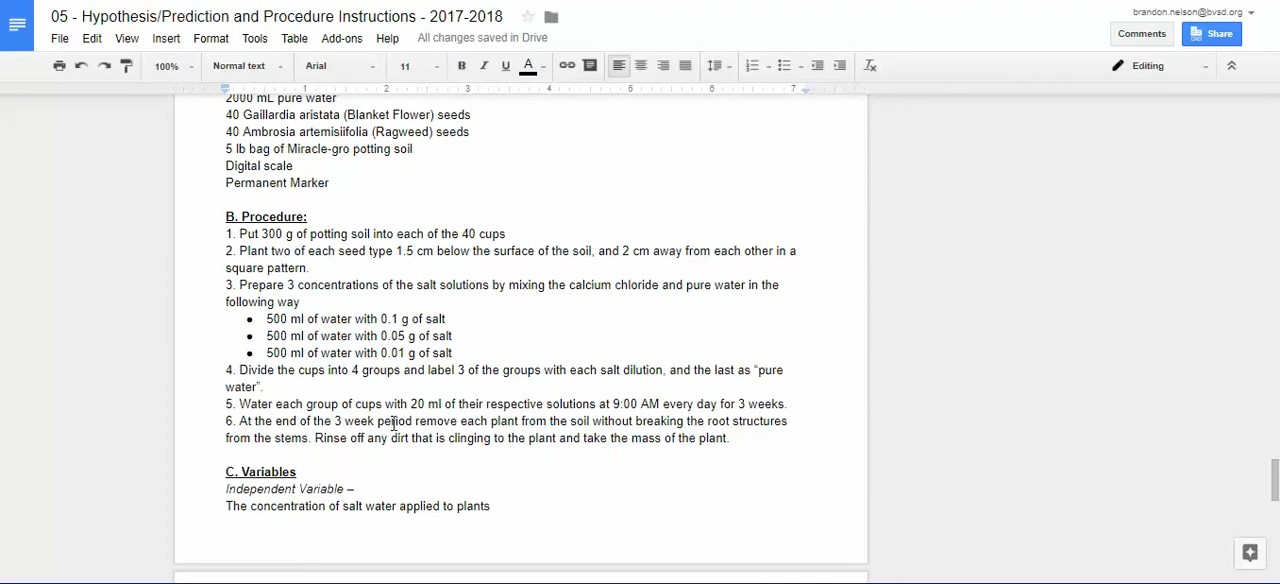 05 - Hypothesis/Prediction and Procedure Instructions - 2017-2018
brandon.nelson@bvsd.org
File Edit View Insert Format Tools Table Add-ons Help All changes saved in Drive
Comments Share
100% Normal text Arial 11 B I U A Editing
1 2 3 4 5 6 7
2000 mL pure water
40 Gaillardia aristata (Blanket Flower) seeds
40 Ambrosia artemisiifolia (Ragweed) seeds
5 lb bag of Miracle-gro potting soil
Digital scale
Permanent Marker
B. Procedure:
1. Put 300 g of potting soil into each of the 40 cups
2. Plant two of each seed type 1.5 cm below the surface of the soil, and 2 cm away from each other in a
square pattern.
3. Prepare 3 concentrations of the salt solutions by mixing the calcium chloride and pure water in the
following way
● 500 ml of water with 0.1 g of salt
● 500 ml of water with 0.05 g of salt
● 500 ml of water with 0.01 g of salt
4. Divide the cups into 4 groups and label 3 of the groups with each salt dilution, and the last as “pure
water”.
5. Water each group of cups with 20 ml of their respective solutions at 9:00 AM every day for 3 weeks.
6. At the end of the 3 week period remove each plant from the soil without breaking the root structures
from the stems. Rinse off any dirt that is clinging to the plant and take the mass of the plant.
C. Variables
Independent Variable –
The concentration of salt water applied to plants